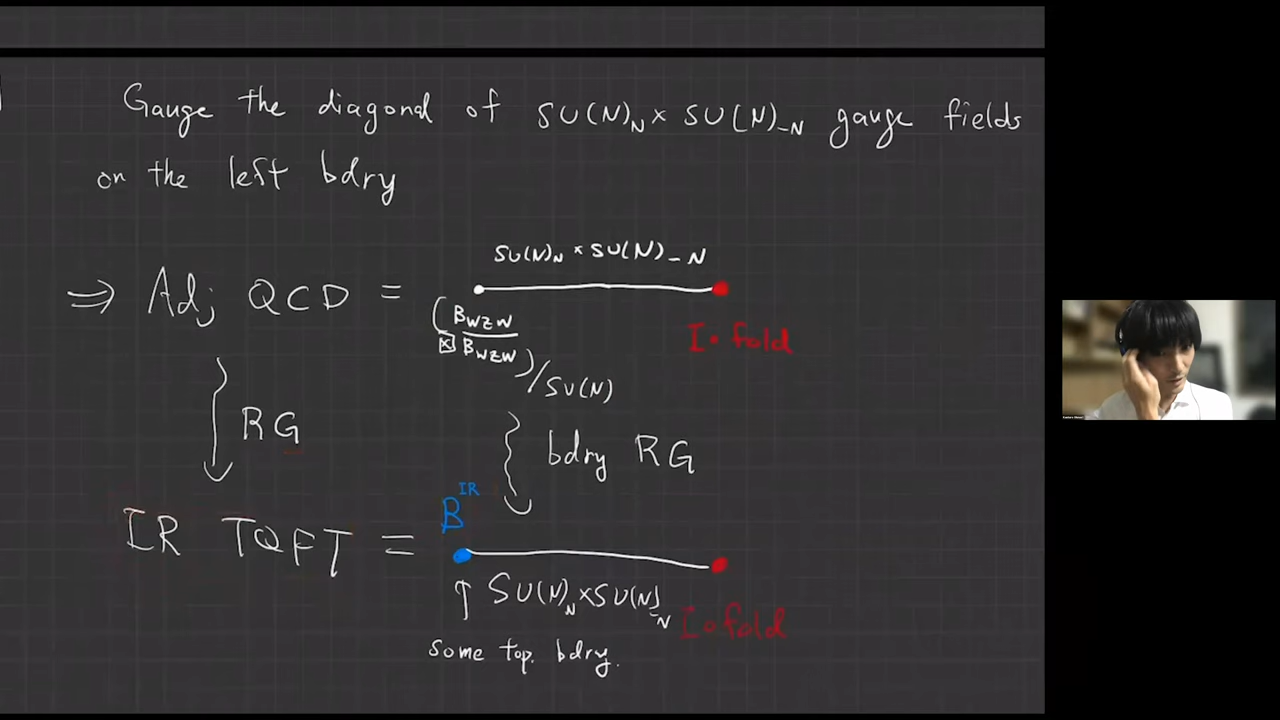 Gauge the diagonal of SU(N)_N × SU(N)_-N gauge fields
on the left bdry
SU(N)_N × SU(N)_-N
⇒ Adj QCD =
(B_WZW
⊠ \overline{B_WZW})/SU(N)
I∘fold
RG
bdry RG
B^IR
IR TQFT =
↑ SU(N)_N × SU(N)_-N
I∘fold
some top. bdry.